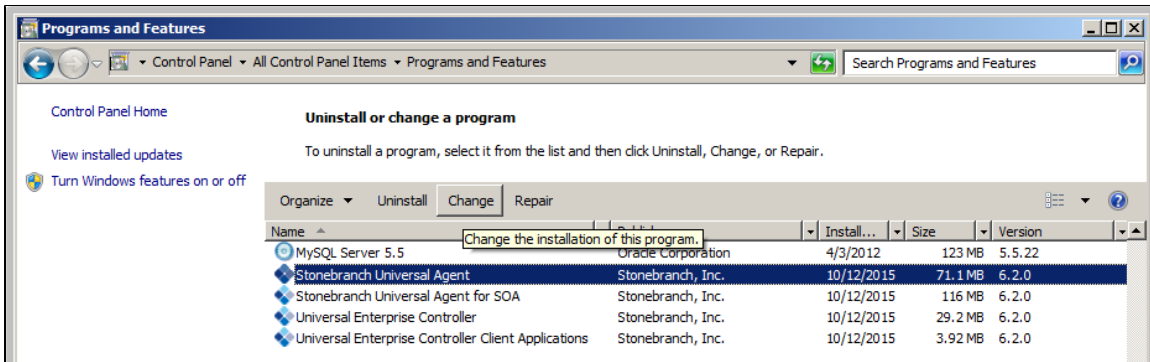 Programs and Features
Control Panel All Control Panel Items Programs and Features Search Programs and Features
Control Panel Home
Uninstall or change a program
View installed updates
To uninstall a program, select it from the list and then click Uninstall, Change, or Repair.
Turn Windows features on or off
Organize Uninstall Change Repair
Name Install... Size Version
Change the installation of this program.
MySQL Server 5.5 Oracle Corporation 4/3/2012 123 MB 5.5.22
Stonebranch Universal Agent Stonebranch, Inc. 10/12/2015 71.1 MB 6.2.0
Stonebranch Universal Agent for SOA Stonebranch, Inc. 10/12/2015 116 MB 6.2.0
Universal Enterprise Controller Stonebranch, Inc. 10/12/2015 29.2 MB 6.2.0
Universal Enterprise Controller Client Applications Stonebranch, Inc. 10/12/2015 3.92 MB 6.2.0